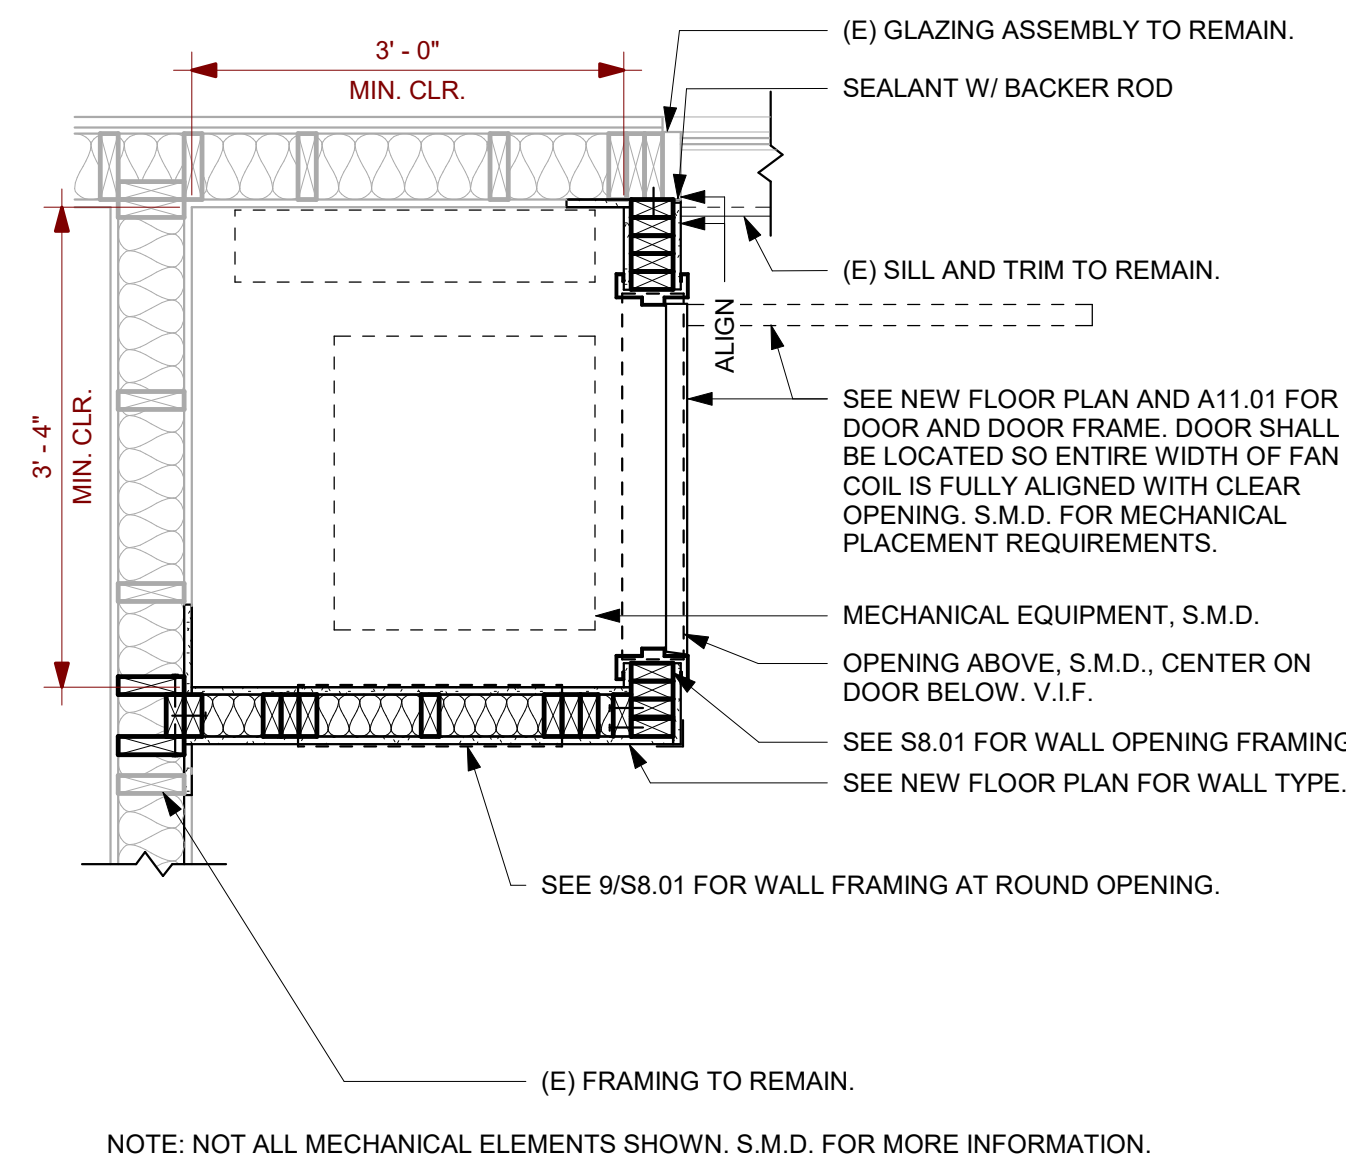 (E) GLAZING ASSEMBLY TO REMAIN.
3' - 0"
MIN. CLR.
SEALANT W/ BACKER ROD
(E) SILL AND TRIM TO REMAIN.
ALIGN
3' - 4"
MIN. CLR.
SEE NEW FLOOR PLAN AND A11.01 FOR
DOOR AND DOOR FRAME. DOOR SHALL
BE LOCATED SO ENTIRE WIDTH OF FAN
COIL IS FULLY ALIGNED WITH CLEAR
OPENING. S.M.D. FOR MECHANICAL
PLACEMENT REQUIREMENTS.
MECHANICAL EQUIPMENT, S.M.D.
OPENING ABOVE, S.M.D., CENTER ON
DOOR BELOW. V.I.F.
SEE S8.01 FOR WALL OPENING FRAMING
SEE NEW FLOOR PLAN FOR WALL TYPE.
SEE 9/S8.01 FOR WALL FRAMING AT ROUND OPENING.
(E) FRAMING TO REMAIN.
NOTE: NOT ALL MECHANICAL ELEMENTS SHOWN. S.M.D. FOR MORE INFORMATION.